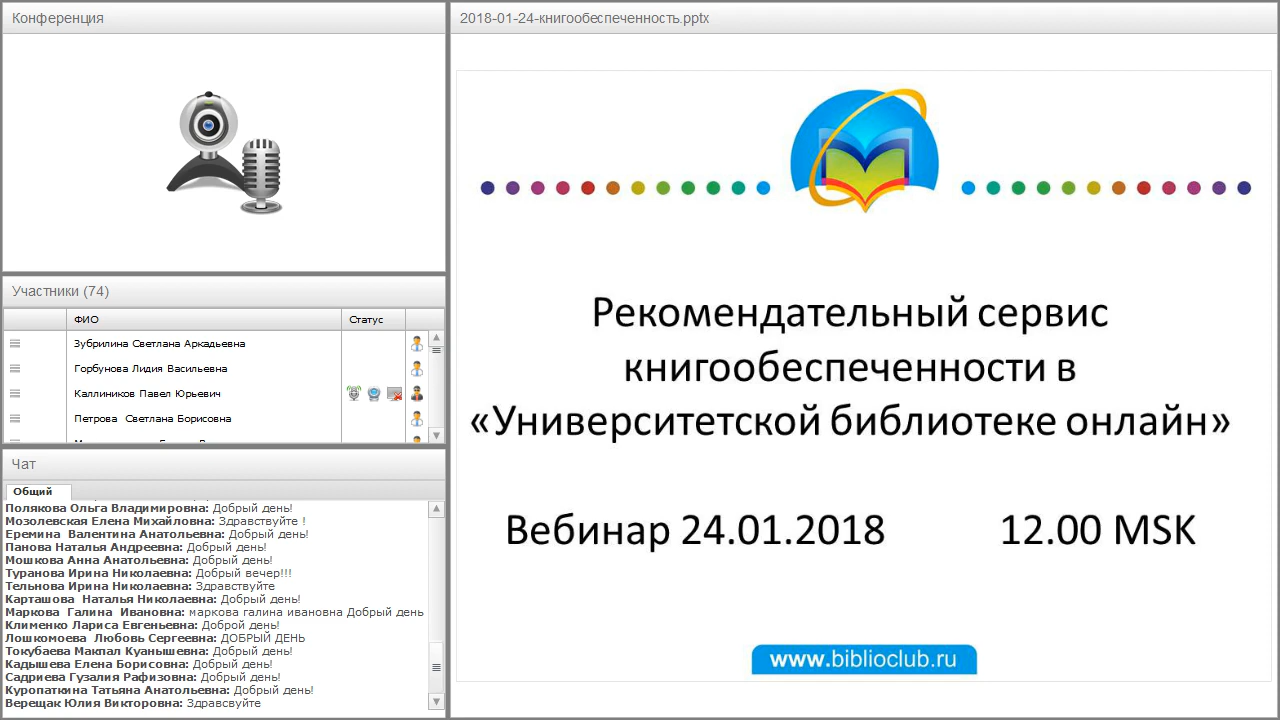 Конференция
Участники (74)
ФИО Статус
Зубрилина Светлана Аркадьевна
Горбунова Лидия Васильевна
Каллиников Павел Юрьевич
Петрова Светлана Борисовна
Чат
Общий
Полякова Ольга Владимировна: Добрый день!
Мозолевская Елена Михайловна: Здравствуйте !
Еремина Валентина Анатольевна: Добрый день!
Панова Наталья Андреевна: Добрый день!
Мошкова Анна Анатольевна: Добрый день!
Туранова Ирина Николаевна: Добрый вечер!!!
Тельнова Ирина Николаевна: Здравствуйте
Карташова Наталья Николаевна: Добрый день!
Маркова Галина Ивановна: маркова галина ивановна Добрый день
Клименко Лариса Евгеньевна: Доброй день!
Лошкомоева Любовь Сергеевна: ДОБРЫЙ ДЕНЬ
Токубаева Макпал Куанышевна: Добрый день!
Кадышева Елена Борисовна: Добрый день!
Садриева Гузалия Рафизовна: Добрый день!
Куропаткина Татьяна Анатольевна: Добрый день!
Верещак Юлия Викторовна: Здравсвуйте
2018-01-24-книгообеспеченность.pptx
Рекомендательный сервис
книгообеспеченности в
«Университетской библиотеке онлайн»
Вебинар 24.01.2018 12.00 MSK
www.biblioclub.ru